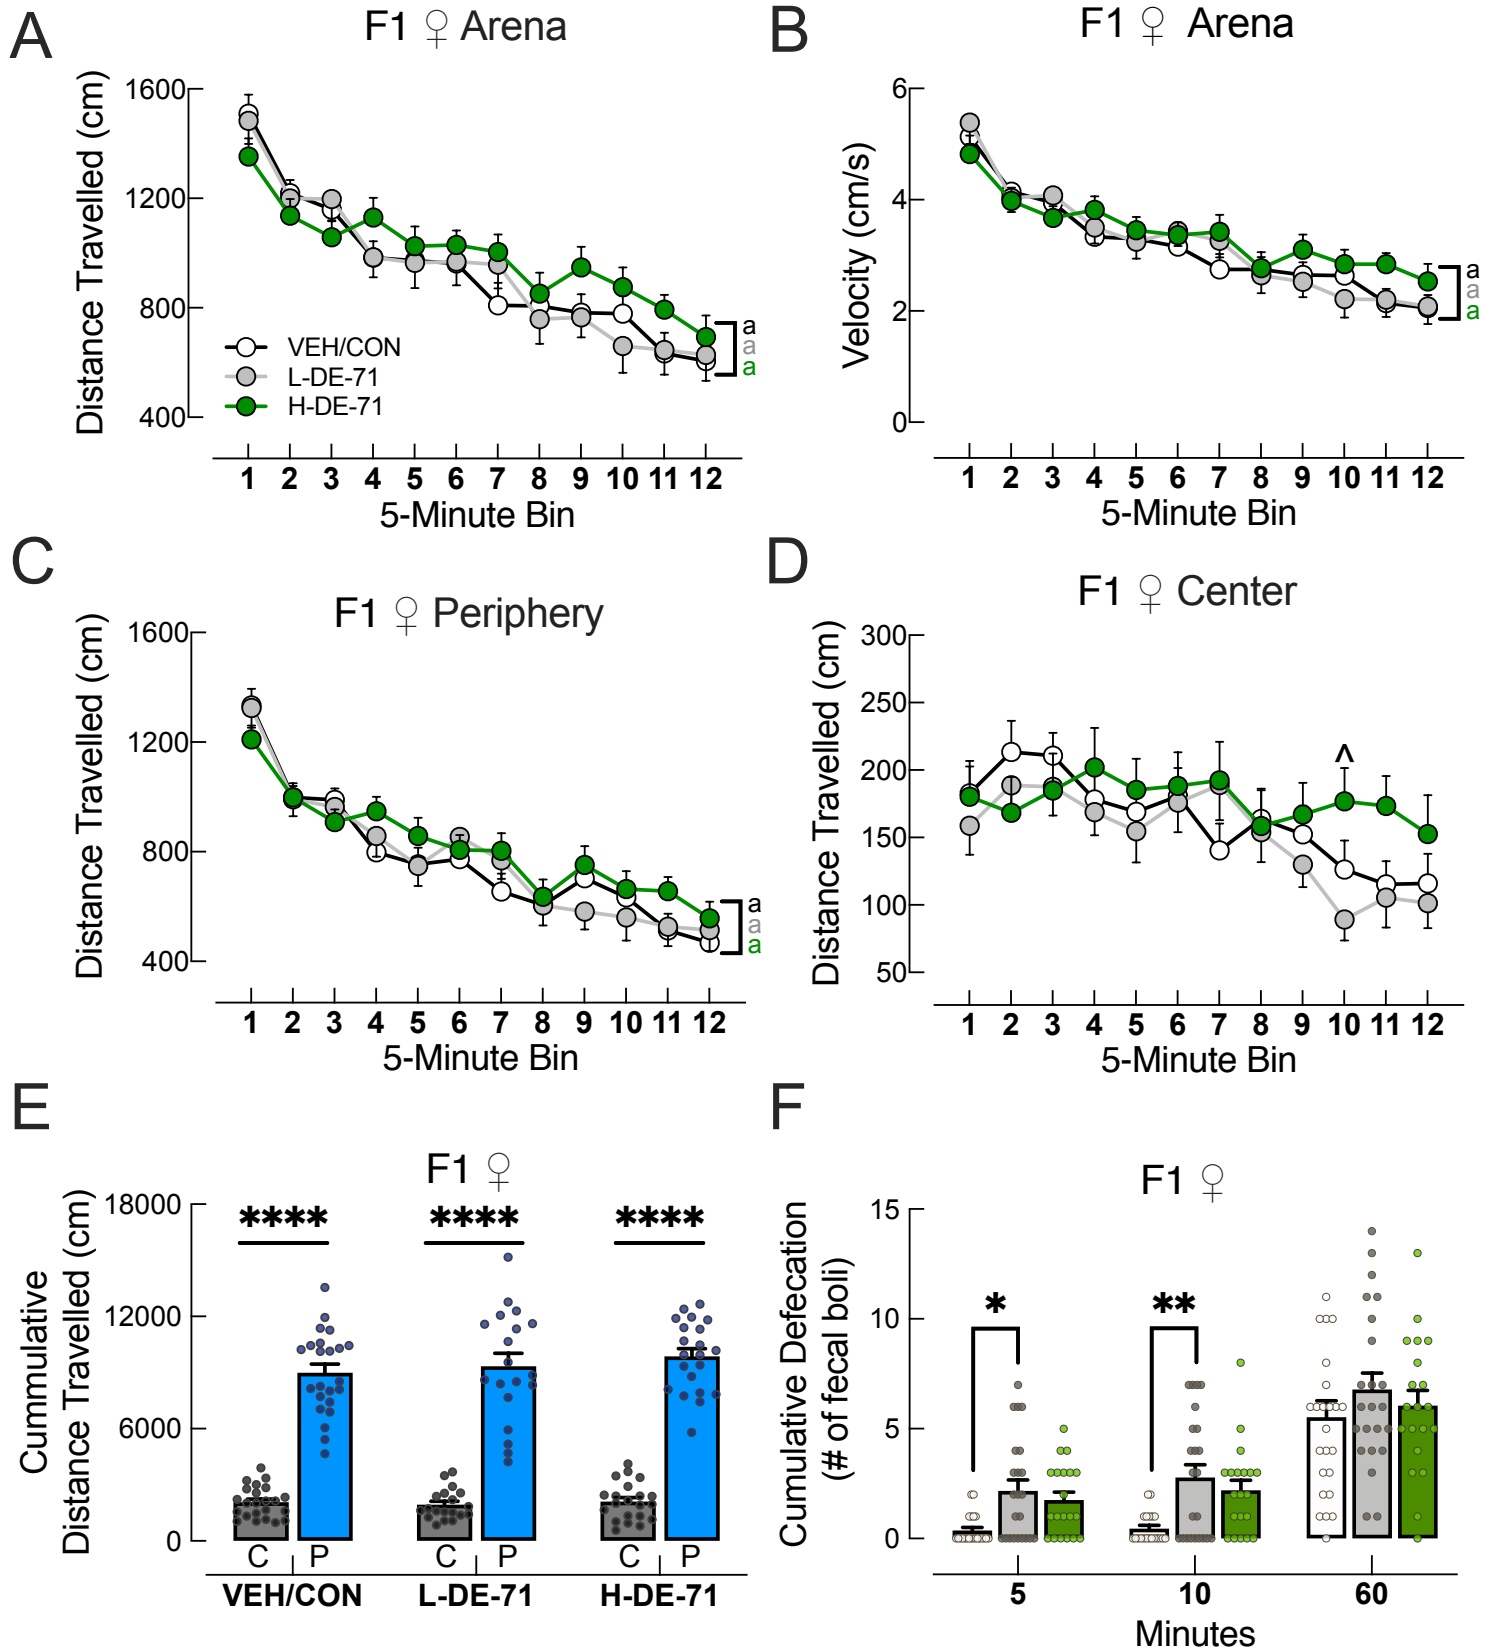 A
F1 ♀ Arena
Distance Travelled (cm)
1600
1200
800
400
VEH/CON
L-DE-71
H-DE-71
a
a
a
1 2 3 4 5 6 7 8 9 10 11 12
5-Minute Bin
B
F1 ♀ Arena
Velocity (cm/s)
6
4
2
0
a
a
a
1 2 3 4 5 6 7 8 9 10 11 12
5-Minute Bin
C
F1 ♀ Periphery
Distance Travelled (cm)
1600
1200
800
400
a
a
a
1 2 3 4 5 6 7 8 9 10 11 12
5-Minute Bin
D
F1 ♀ Center
Distance Travelled (cm)
300
250
200
150
100
50
^
1 2 3 4 5 6 7 8 9 10 11 12
5-Minute Bin
E
F1 ♀
Cummulative
Distance Travelled (cm)
18000
12000
6000
0
**** **** ****
C P C P C P
VEH/CON L-DE-71 H-DE-71
F
F1 ♀
Cumulative Defecation
(# of fecal boli)
15
10
5
0
* **
5 10 60
Minutes